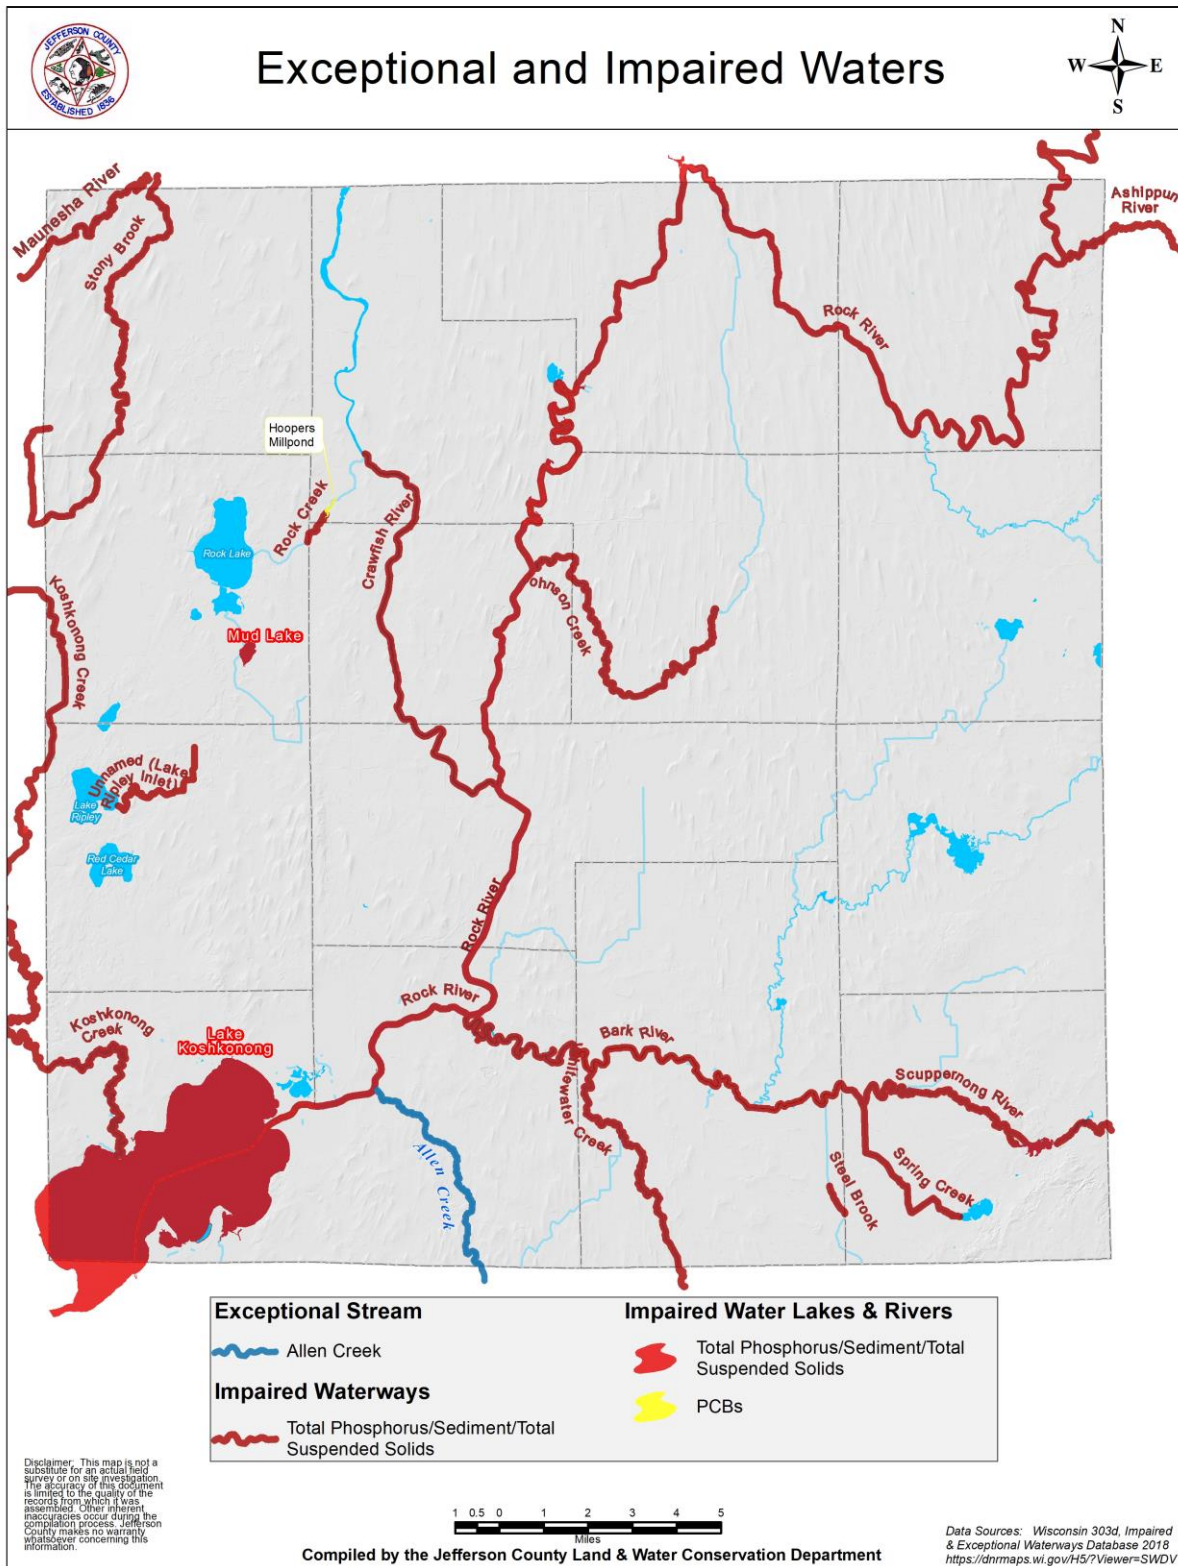 JEFFERSON COUNTY
ESTABLISHED 1836
Exceptional and Impaired Waters
N
W E
S
Maunesha River
Stony Brook
Ashippun
River
Rock River
Hoopers
Millpond
Rock Creek
Crawfish River
Rock Lake
Mud Lake
Koshkonong Creek
ohnson Creek
Unnamed (Lake
Ripley Inlet)
Lake
Ripley
Red Cedar
Lake
Rock River
Rock River
Koshkonong
Creek
Lake
Koshkonong
Bark River
Whitewater Creek
Scuppernong River
Allen Creek
Steel Brook
Spring Creek
Exceptional Stream
Allen Creek
Impaired Waterways
Total Phosphorus/Sediment/Total
Suspended Solids
Impaired Water Lakes & Rivers
Total Phosphorus/Sediment/Total
Suspended Solids
PCBs
Disclaimer: This map is not a
substitute for an actual field
survey or on site investigation.
The accuracy of this document
is limited to the quality of the
records from which it was
assembled. Other inherent
inaccuracies occur during the
compilation process. Jefferson
County makes no warranty
whatsoever concerning this
information.
1 0.5 0 1 2 3 4 5
Miles
Compiled by the Jefferson County Land & Water Conservation Department
Data Sources: Wisconsin 303d, Impaired
& Exceptional Waterways Database 2018
https://dnrmaps.wi.gov/H5/?Viewer=SWDV